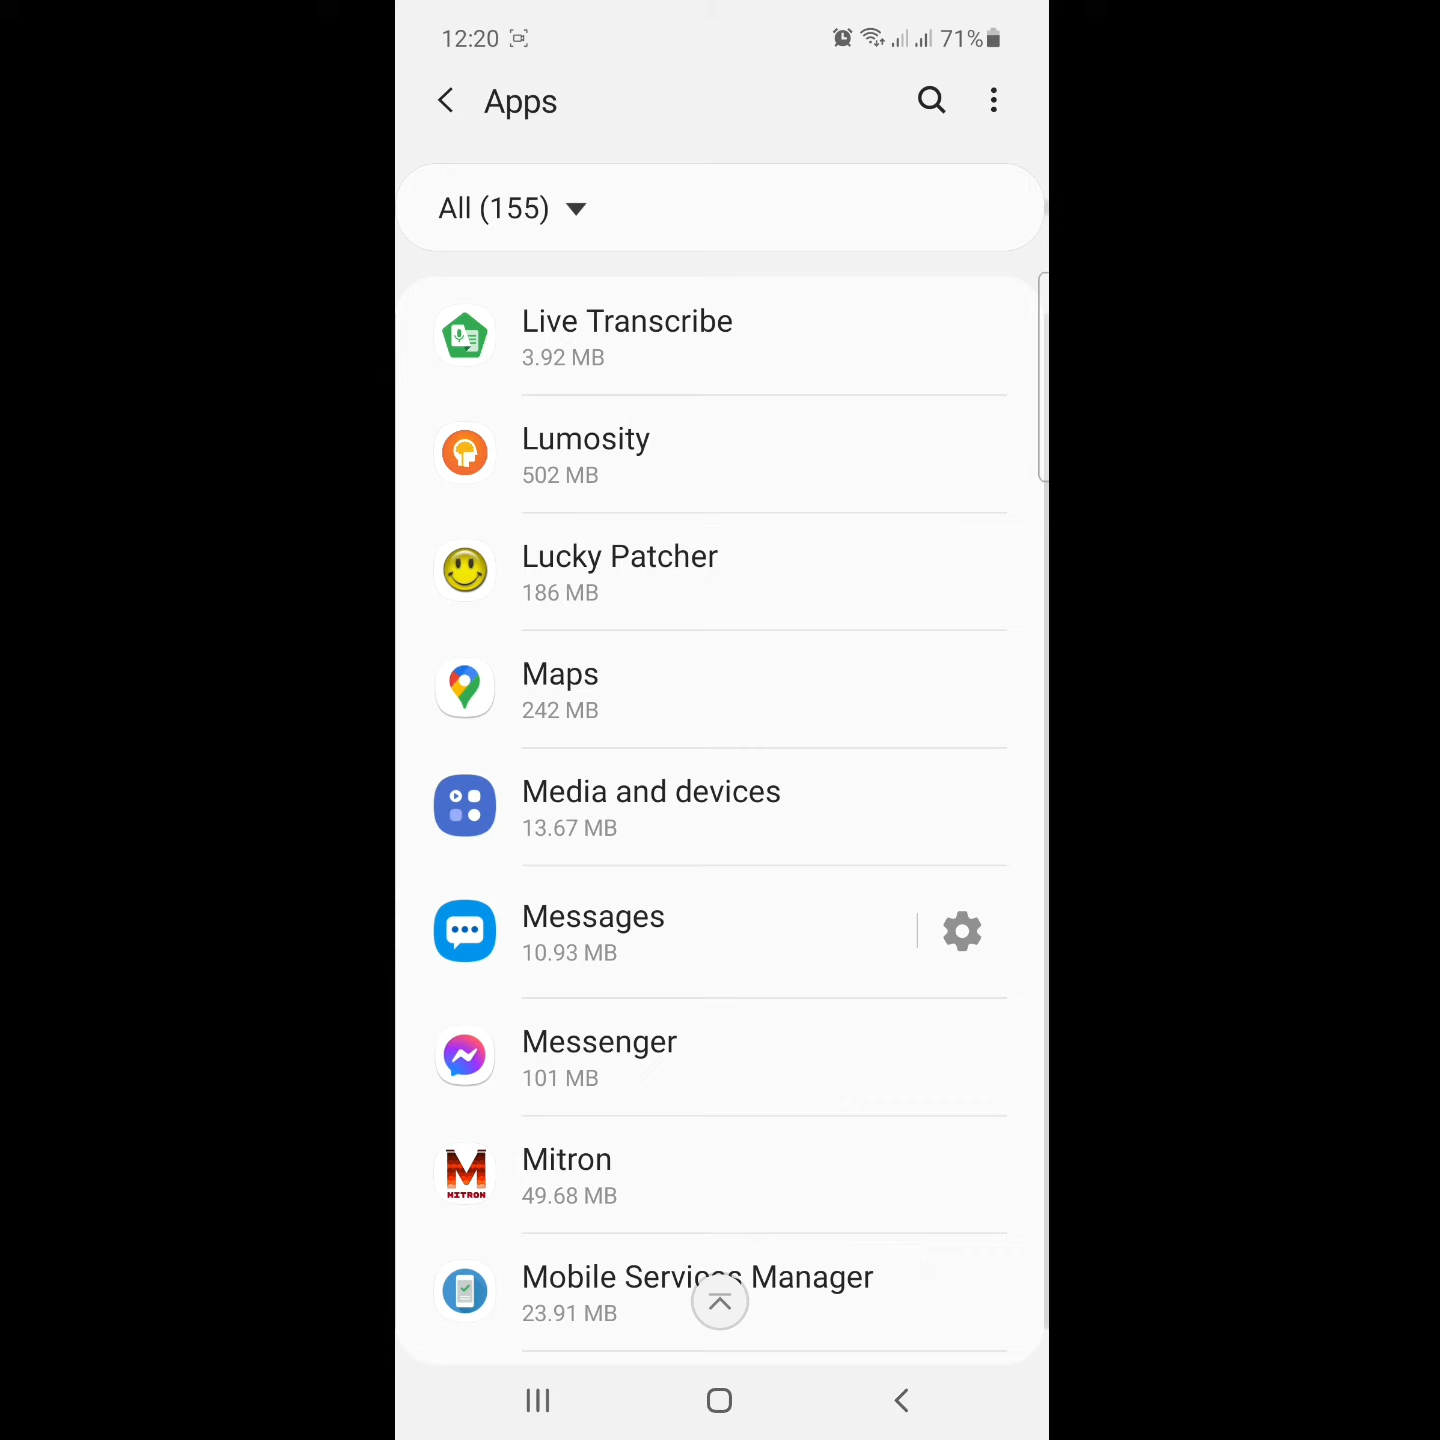 12:20
71%
Apps
All (155)
Live Transcribe
3.92 MB
Lumosity
502 MB
Lucky Patcher
186 MB
Maps
242 MB
Media and devices
13.67 MB
Messages
10.93 MB
Messenger
101 MB
M
MITRON
Mitron
49.68 MB
Mobile Services Manager
23.91 MB